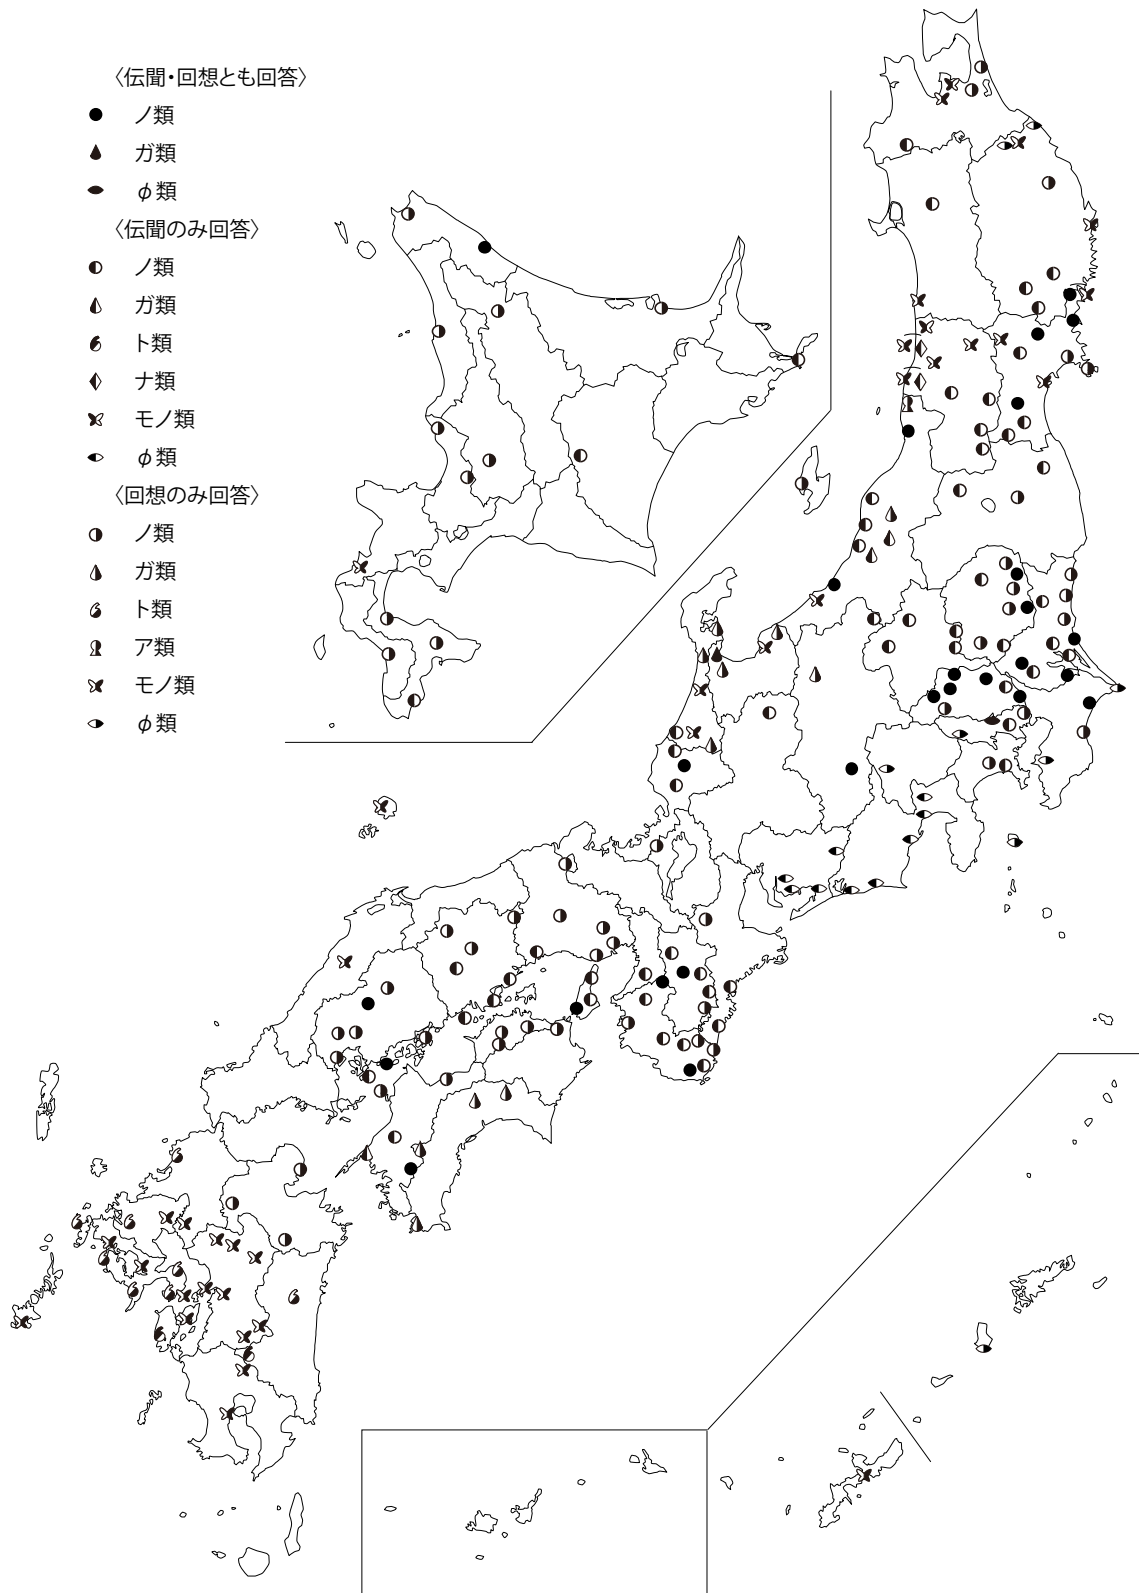 〈伝聞・回想とも回答〉
ノ類
ガ類
φ類
〈伝聞のみ回答〉
ノ類
ガ類
ト類
ナ類
モノ類
φ類
〈回想のみ回答〉
ノ類
ガ類
ト類
ア類
モノ類
φ類